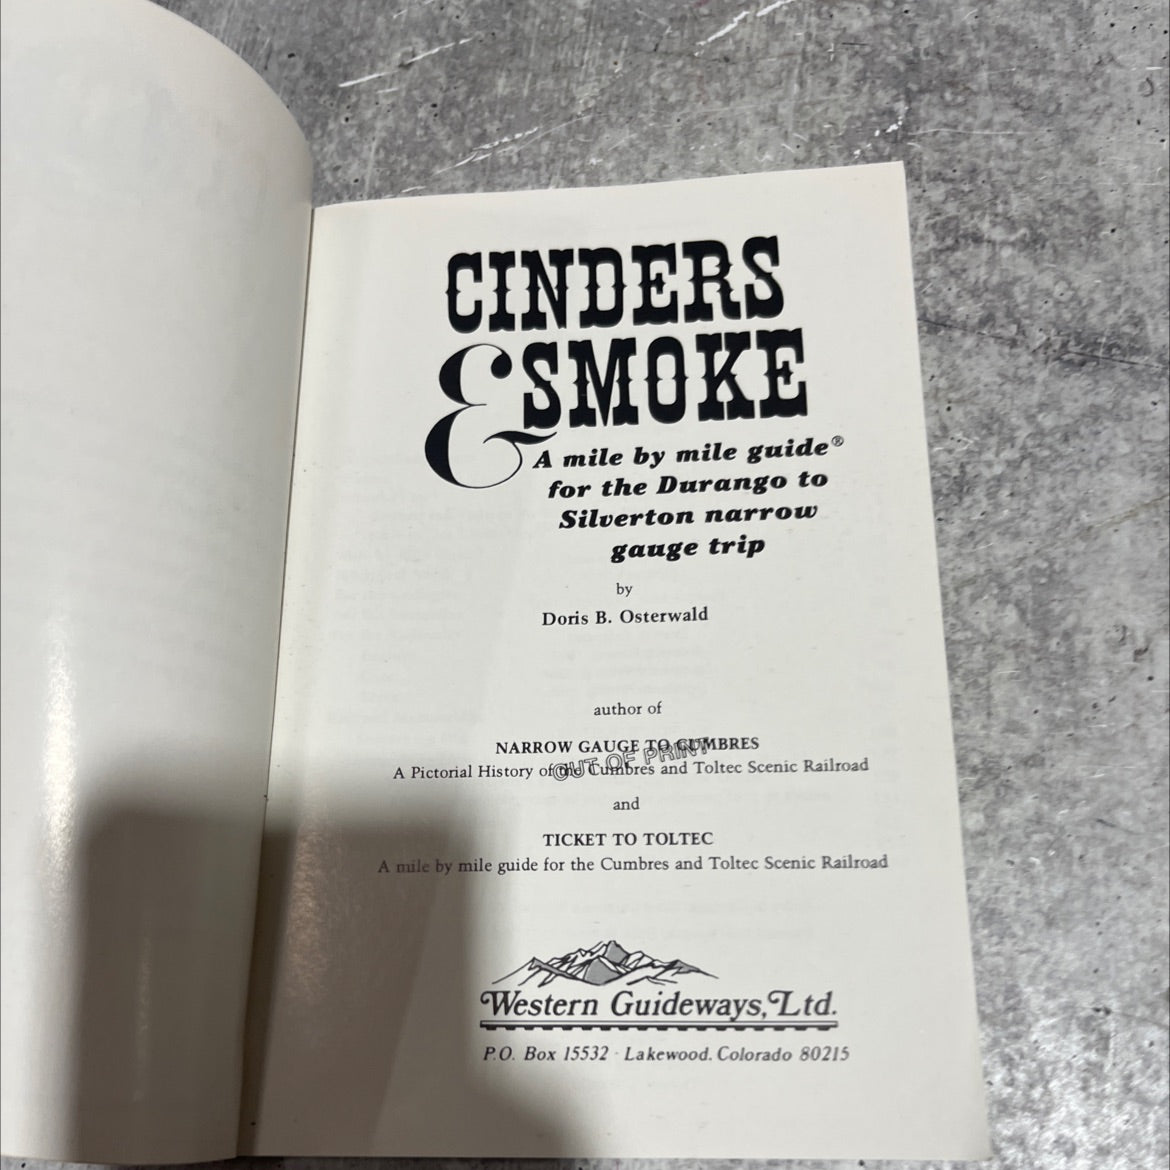 CINDERS
& SMOKE
A mile by mile guide®
for the Durango to
Silverton narrow
gauge trip
by
Doris B. Osterwald
author of
NARROW GAUGE TO CUMBRES
OUT OF PRINT
A Pictorial History of the Cumbres and Toltec Scenic Railroad
and
TICKET TO TOLTEC
A mile by mile guide for the Cumbres and Toltec Scenic Railroad
Western Guideways, Ltd.
P.O. Box 15532 · Lakewood. Colorado 80215